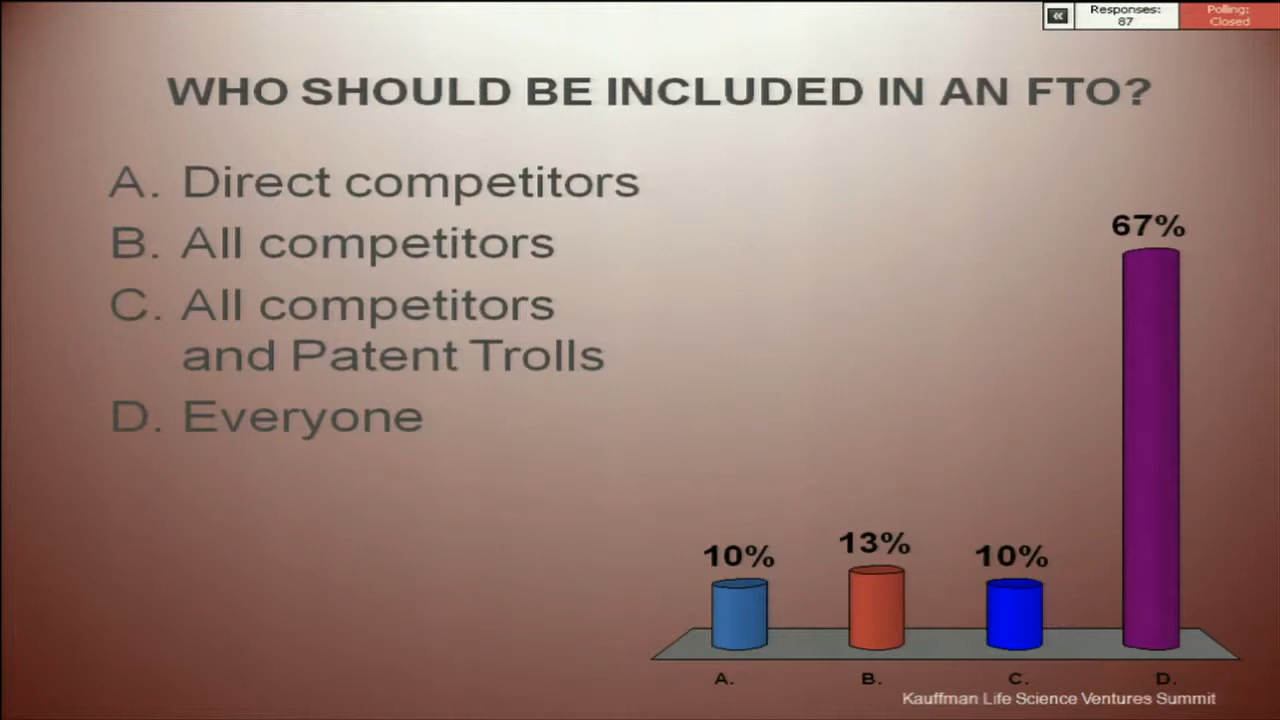 «
Responses:
87
Polling:
Closed
WHO SHOULD BE INCLUDED IN AN FTO?
A. Direct competitors
B. All competitors
C. All competitors
and Patent Trolls
D. Everyone
67%
10%
13%
10%
A.
B.
C.
D.
Kauffman Life Science Ventures Summit